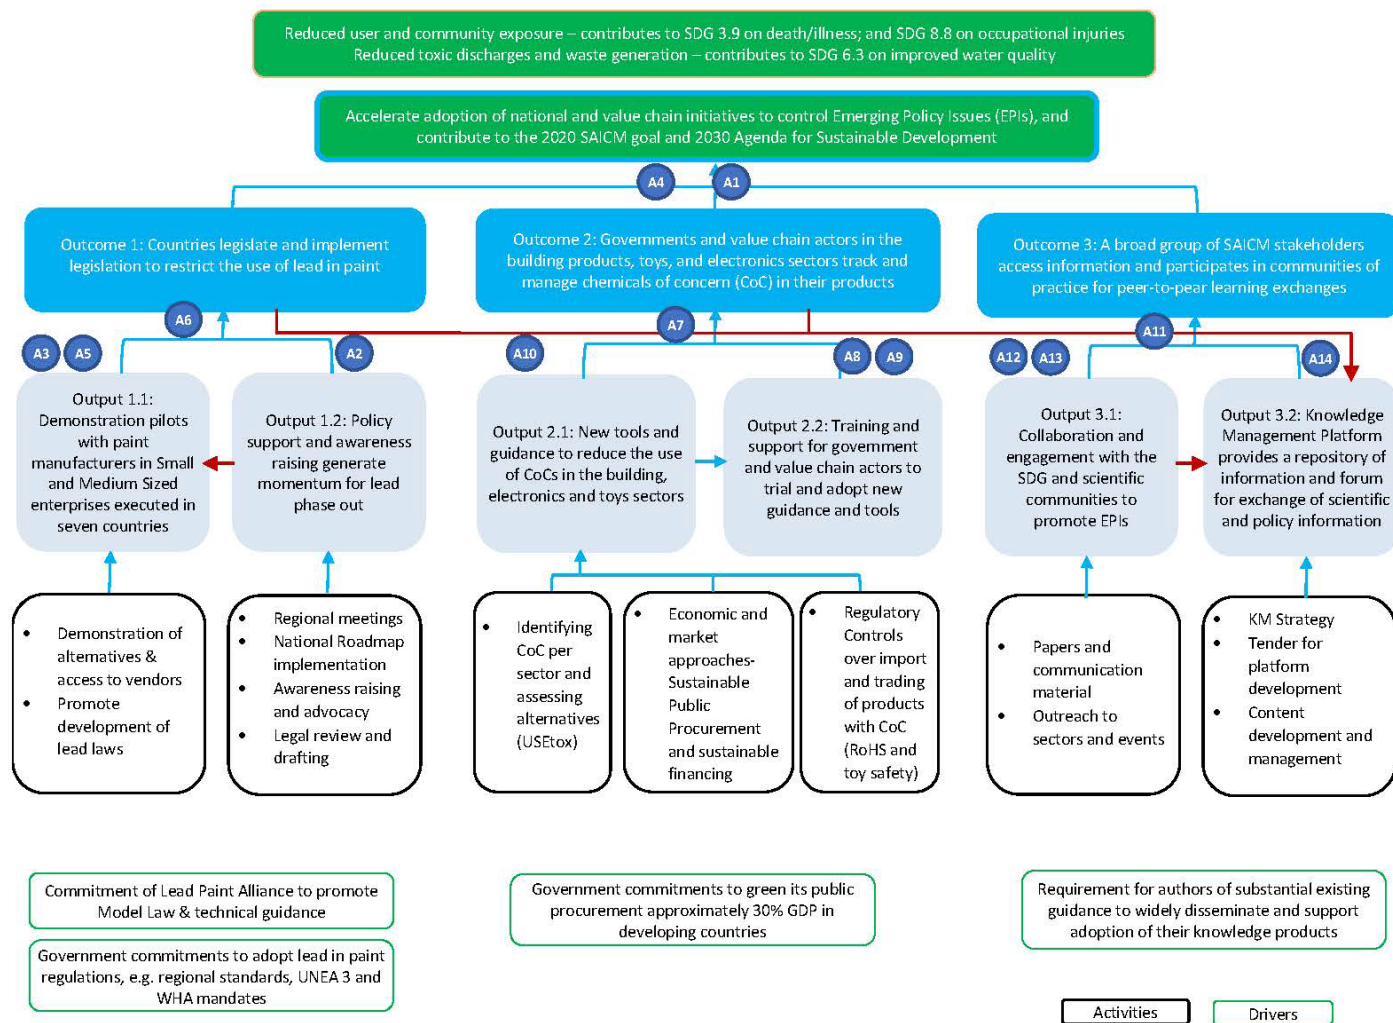 Reduced user and community exposure – contributes to SDG 3.9 on death/illness; and SDG 8.8 on occupational injuries
Reduced toxic discharges and waste generation – contributes to SDG 6.3 on improved water quality
Accelerate adoption of national and value chain initiatives to control Emerging Policy Issues (EPIs), and
contribute to the 2020 SAICM goal and 2030 Agenda for Sustainable Development
A4
A1
Outcome 1: Countries legislate and implement
legislation to restrict the use of lead in paint
Outcome 2: Governments and value chain actors in the
building products, toys, and electronics sectors track and
manage chemicals of concern (CoC) in their products
Outcome 3: A broad group of SAICM stakeholders
access information and participates in communities of
practice for peer-to-pear learning exchanges
A6
A7
A11
A3
A5
A2
A10
A8
A9
A12
A13
A14
Output 1.1:
Demonstration pilots
with paint
manufacturers in Small
and Medium Sized
enterprises executed in
seven countries
Output 1.2: Policy
support and awareness
raising generate
momentum for lead
phase out
Output 2.1: New tools and
guidance to reduce the use
of CoCs in the building,
electronics and toys sectors
Output 2.2: Training and
support for government
and value chain actors to
trial and adopt new
guidance and tools
Output 3.1:
Collaboration and
engagement with the
SDG and scientific
communities to
promote EPIs
Output 3.2: Knowledge
Management Platform
provides a repository of
information and forum
for exchange of scientific
and policy information
• Demonstration of
alternatives &
access to vendors
• Promote
development of
lead laws
• Regional meetings
• National Roadmap
implementation
• Awareness raising
and advocacy
• Legal review and
drafting
• Identifying
CoC per
sector and
assessing
alternatives
(USEtox)
• Economic and
market
approaches-
Sustainable
Public
Procurement
and sustainable
financing
• Regulatory
Controls
over import
and trading
of products
with CoC
(RoHS and
toy safety)
• Papers and
communication
material
• Outreach to
sectors and events
• KM Strategy
• Tender for
platform
development
• Content
development and
management
Commitment of Lead Paint Alliance to promote
Model Law & technical guidance
Government commitments to adopt lead in paint
regulations, e.g. regional standards, UNEA 3 and
WHA mandates
Government commitments to green its public
procurement approximately 30% GDP in
developing countries
Requirement for authors of substantial existing
guidance to widely disseminate and support
adoption of their knowledge products
Activities
Drivers